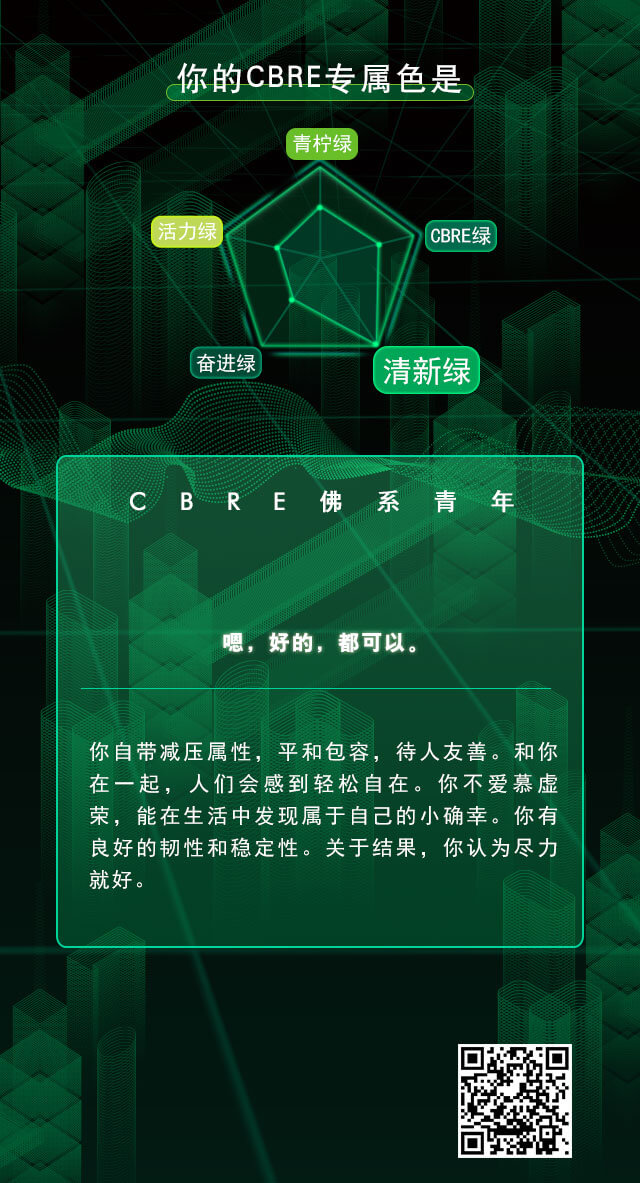 你的CBRE专属色是
青柠绿
活力绿
CBRE绿
奋进绿
清新绿
CBRE佛系青年
嗯，好的，都可以。
你自带减压属性，平和包容，待人友善。和你
在一起，人们会感到轻松自在。你不爱慕虚
荣，能在生活中发现属于自己的小确幸。你有
良好的韧性和稳定性。关于结果，你认为尽力
就好。